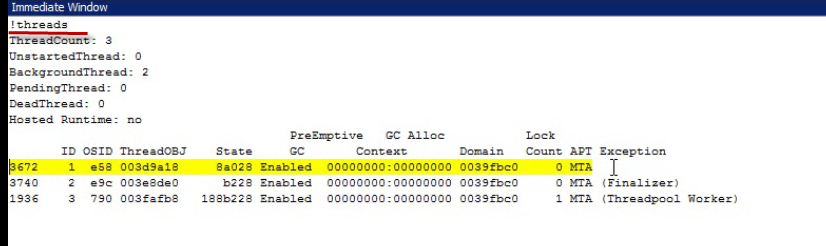 Immediate Window
!threads
ThreadCount: 3
UnstartedThread: 0
BackgroundThread: 2
PendingThread: 0
DeadThread: 0
Hosted Runtime: no
PreEmptive GC Alloc Lock
ID OSID ThreadOBJ State GC Context Domain Count APT Exception
3672 1 e58 003d9a18 8a028 Enabled 00000000:00000000 0039fbc0 0 MTA
3740 2 e9c 003e8de0 b228 Enabled 00000000:00000000 0039fbc0 0 MTA (Finalizer)
1936 3 790 003fafb8 188b228 Enabled 00000000:00000000 0039fbc0 1 MTA (Threadpool Worker)